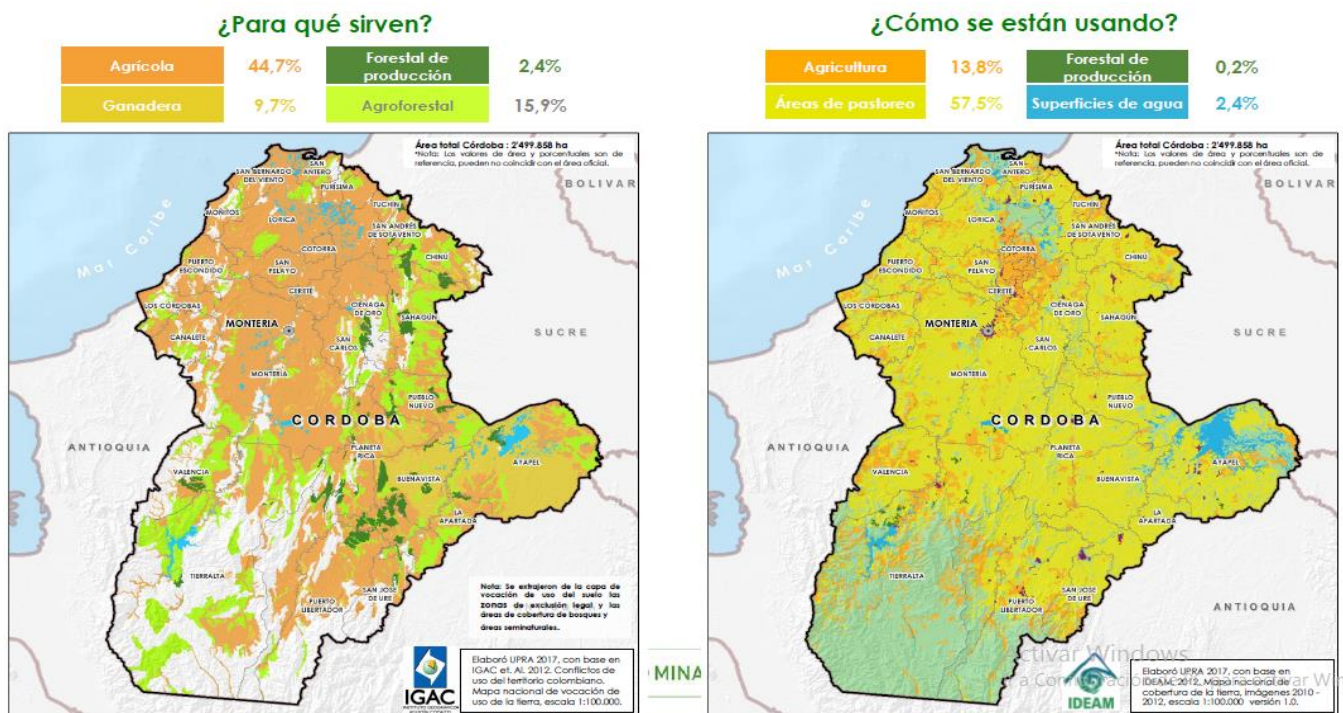 ¿Para qué sirven?
Agrícola 44,7% Forestal de producción 2,4%
Ganadera 9,7% Agroforestal 15,9%
Área total Córdoba : 2'499.858 ha
*Nota: Los valores de área y porcentuales son de
referencia, pueden no coincidir con el área oficial.
SAN ANTERO
SAN BERNARDO
DEL VIENTO
PURÍSIMA
BOLIVAR
Mar Caribe
MOÑITOS
TUCHÍN
LORICA
SAN ANDRÉS
DE SOTAVENTO
COTORRA
CHINÚ
PUERTO
ESCONDIDO
SAN
PELAYO
CERETÉ
LOS CÓRDOBAS
CIÉNAGA
DE ORO
SAHAGÚN
MONTERIA
SUCRE
CANALETE
SAN
CARLOS
MONTERÍA
PUEBLO
NUEVO
CORDOBA
ANTIOQUIA
PLANETA
RICA
AYAPEL
VALENCIA
BUENAVISTA
LA
APARTADA
TIERRALTA
PUERTO
LIBERTADOR
SAN JOSÉ
DE URE
Nota: Se extrajeron de la capa de
vocación de uso del suelo las
zonas de exclusión legal y las
áreas de cobertura de bosques y
áreas seminaturales.
IGAC
Elaboró UPRA 2017, con base en
IGAC et. Al. 2012. Conflictos de
uso del territorio colombiano.
Mapa nacional de vocación de
uso de la tierra, escala 1:100.000.
OMINA
¿Cómo se están usando?
Agricultura 13,8% Forestal de producción 0,2%
Áreas de pastoreo 57,5% Superficies de agua 2,4%
Área total Córdoba : 2'499.858 ha
*Nota: Los valores de área y porcentuales son de
referencia, pueden no coincidir con el área oficial.
SAN ANTERO
SAN BERNARDO
DEL VIENTO
PURÍSIMA
BOLIVAR
Mar Caribe
MOÑITOS
TUCHÍN
LORICA
SAN ANDRÉS
DE SOTAVENTO
COTORRA
CHINÚ
PUERTO
ESCONDIDO
SAN
PELAYO
CERETÉ
LOS CÓRDOBAS
CIÉNAGA
DE ORO
SAHAGÚN
MONTERIA
SUCRE
CANALETE
SAN
CARLOS
MONTERÍA
PUEBLO
NUEVO
CORDOBA
ANTIOQUIA
PLANETA
RICA
AYAPEL
VALENCIA
BUENAVISTA
LA
APARTADA
TIERRALTA
PUERTO
LIBERTADOR
SAN JOSÉ
DE URE
ANTIOQUIA
ctivar Windows
IDEAM
Elaboró UPRA 2017, con base en
IDEAM, 2012, Mapa nacional de
cobertura de la tierra, imágenes 2010 -
2012, escala 1:100.000 versión 1.0.